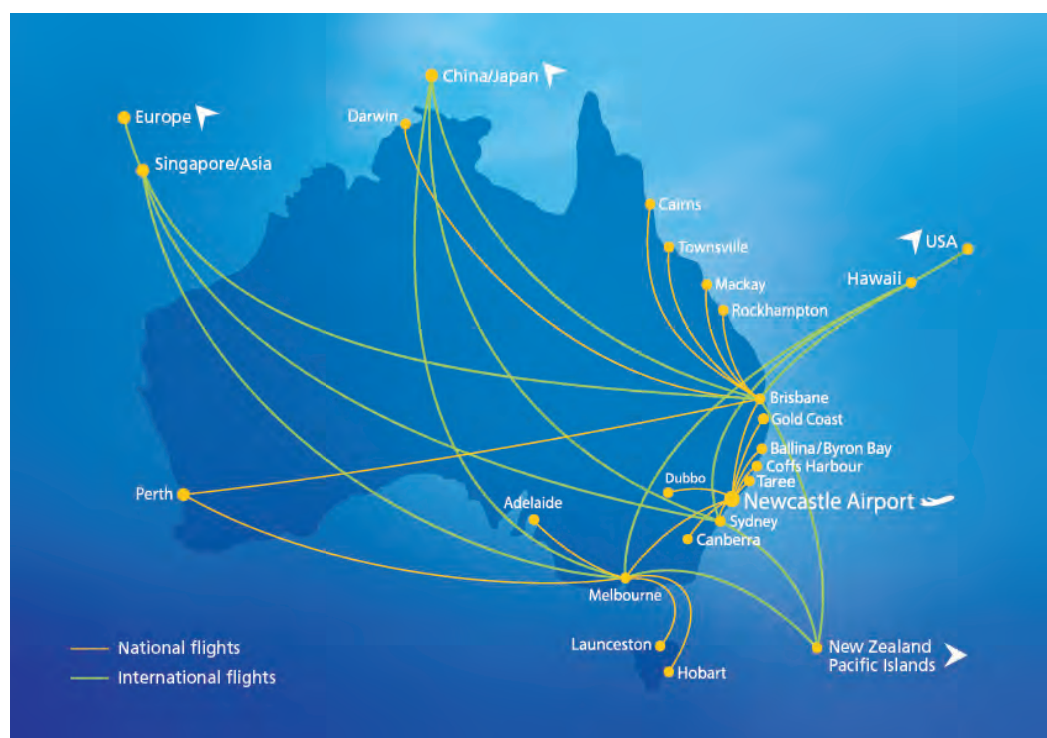 China/Japan
Europe
Darwin
Singapore/Asia
Cairns
Townsville
USA
Hawaii
Mackay
Rockhampton
Brisbane
Gold Coast
Ballina/Byron Bay
Coffs Harbour
Dubbo
Taree
Perth
Adelaide
Newcastle Airport
Sydney
Canberra
Melbourne
Launceston
New Zealand
Pacific Islands
Hobart
National flights
International flights